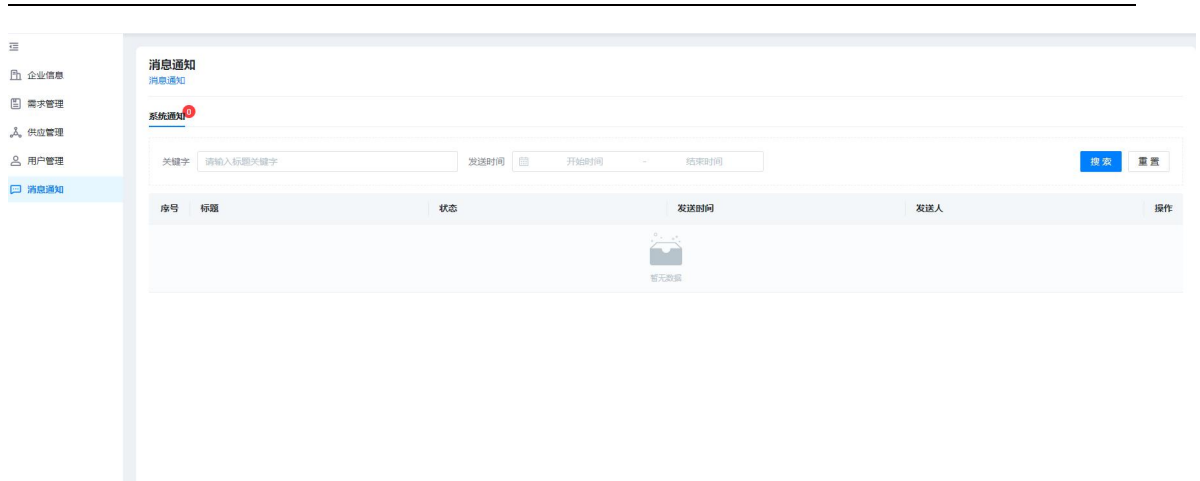 企业信息
需求管理
供应管理
用户管理
消息通知
消息通知
消息通知
系统通知 0
关键字 请输入标题关键字 发送时间 开始时间 - 结束时间 搜索 重置
序号 标题 状态 发送时间 发送人 操作
暂无数据